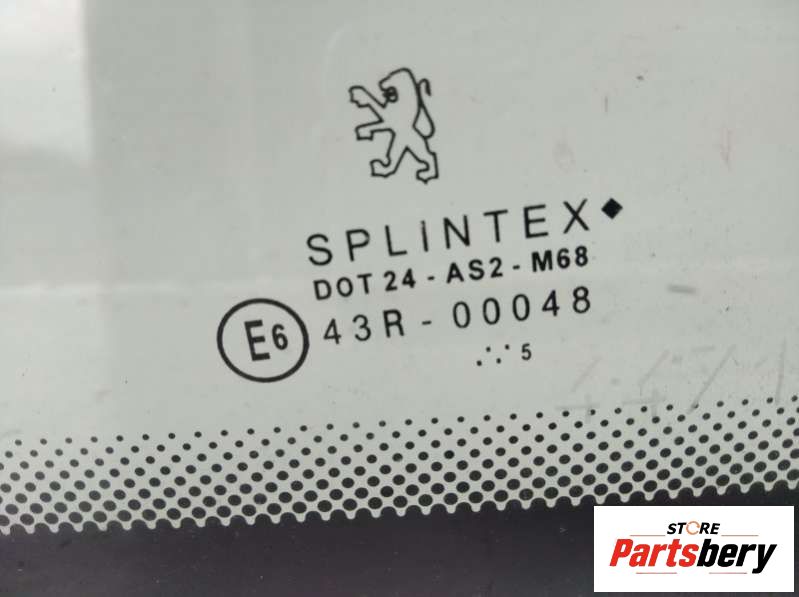 SPLiNTEX
DOT 24 - AS2 - M68
E6 43R - 00048
.·.· 5
STORE
Partsbery